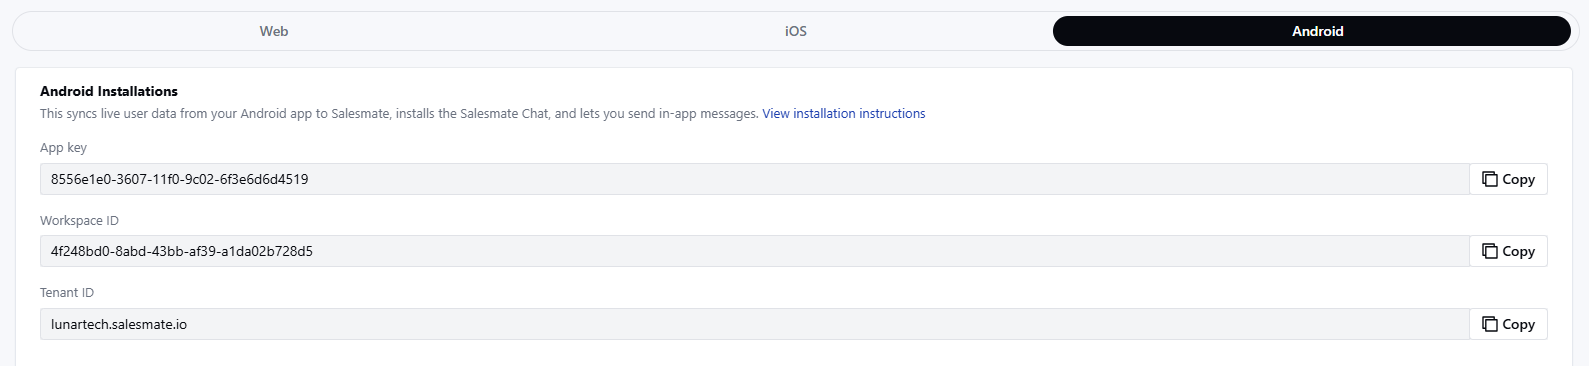 Web
iOS
Android
Android Installations
This syncs live user data from your Android app to Salesmate, installs the Salesmate Chat, and lets you send in-app messages. View installation instructions
App key
8556e1e0-3607-11f0-9c02-6f3e6d6d4519
Copy
Workspace ID
4f248bd0-8abd-43bb-af39-a1da02b728d5
Copy
Tenant ID
lunartech.salesmate.io
Copy